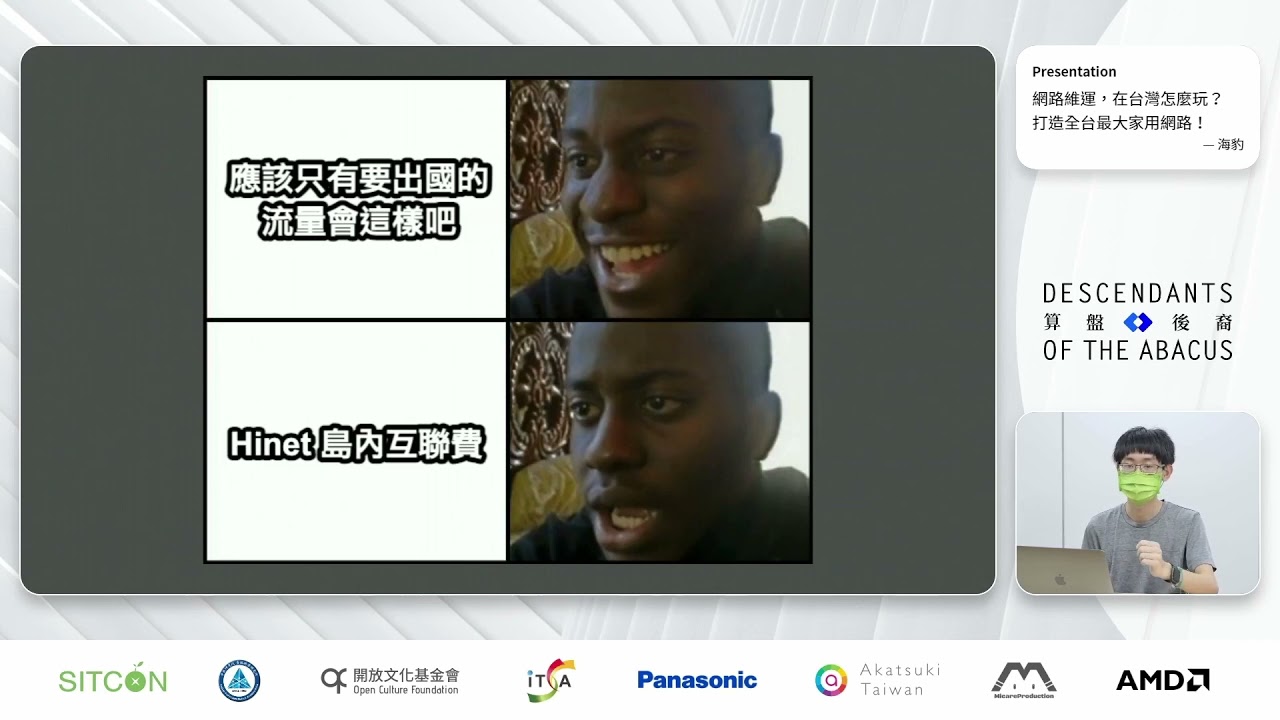 應該只有要出國的
流量會這樣吧
Hinet 島內互聯費
Presentation
網路維運，在台灣怎麼玩？
打造全台最大家用網路！
— 海豹
DESCENDANTS
算盤後裔
OF THE ABACUS
SITCON
開放文化基金會
Open Culture Foundation
iTSA
Panasonic
Akatsuki
Taiwan
MicareProduction
AMD